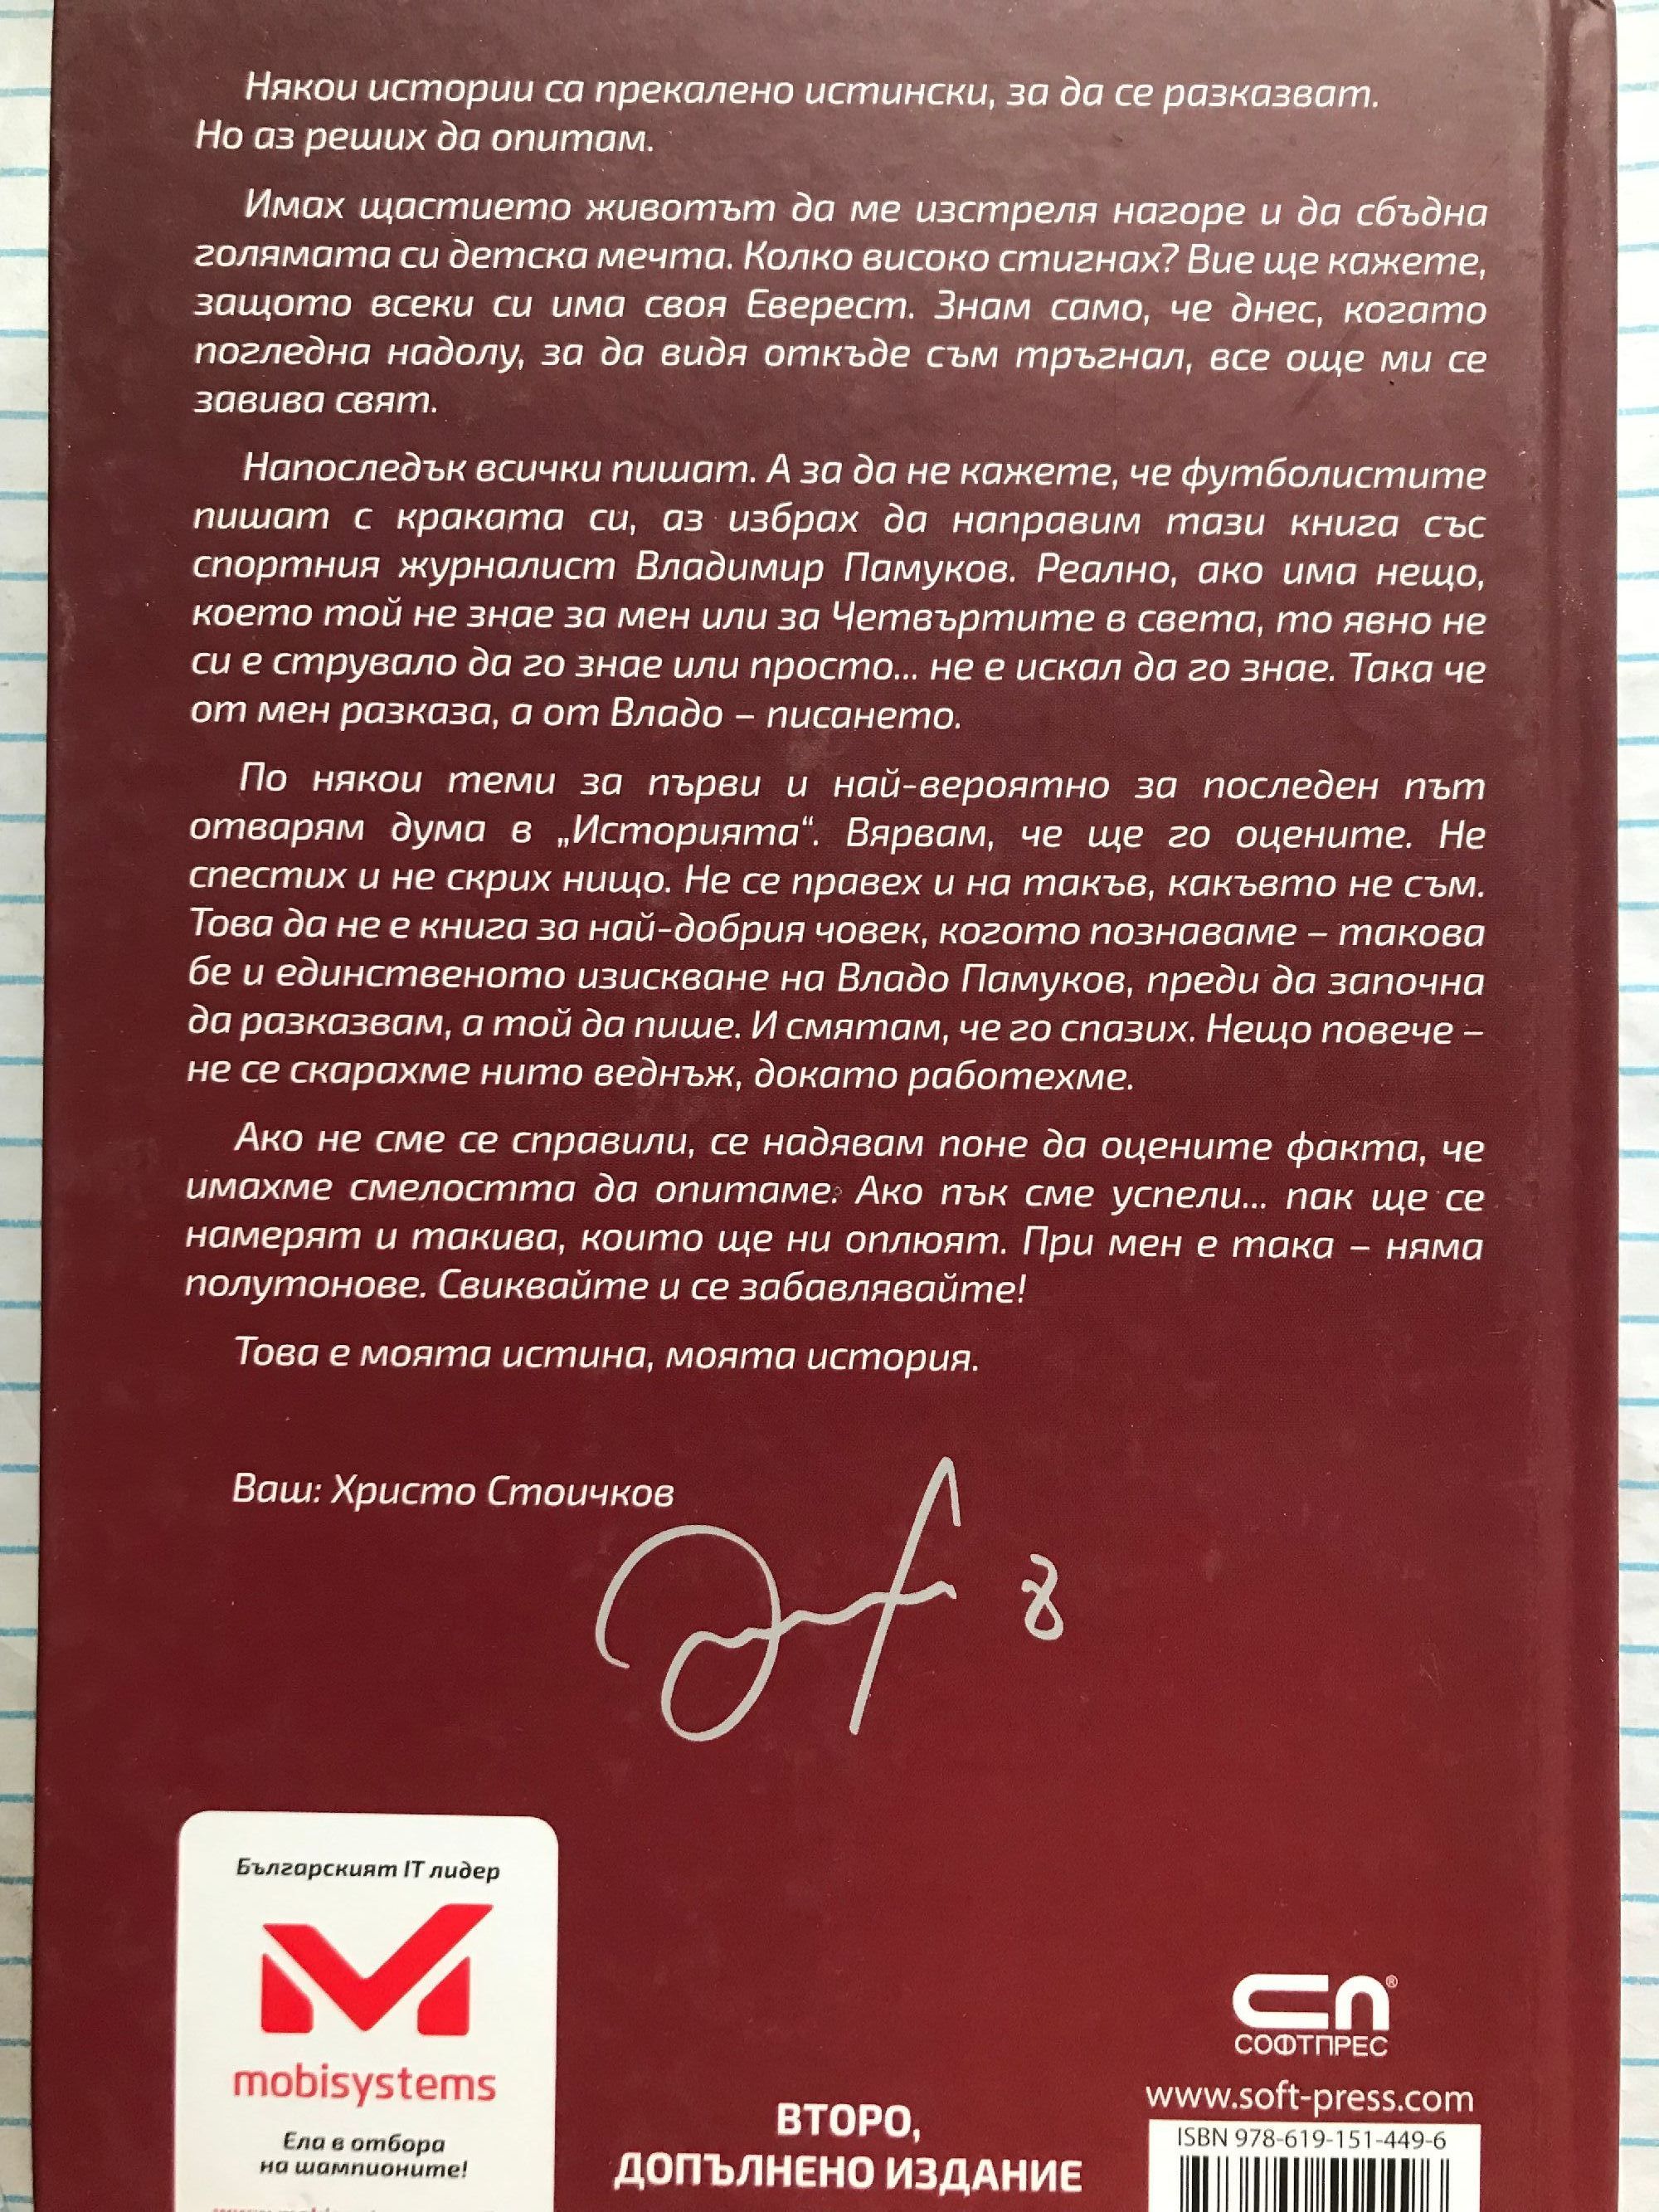 Някои истории са прекалено истински, за да се разказват.
Но аз реших да опитам.
Имах щастието животът да ме изстреля нагоре и да сбъдна
голямата си детска мечта. Колко високо стигнах? Вие ще кажете,
защото всеки си има своя Еверест. Знам само, че днес, когато
погледна надолу, за да видя откъде съм тръгнал, все още ми се
завива свят.
Напоследък всички пишат. А за да не кажете, че футболистите
пишат с краката си, аз избрах да направим тази книга със
спортния журналист Владимир Памуков. Реално, ако има нещо,
което той не знае за мен или за Четвъртите в света, то явно не
си е струвало да го знае или просто... не е искал да го знае. Така че
от мен разказа, а от Владо – писането.
По някои теми за първи и най-вероятно за последен път
отварям дума в „Историята“. Вярвам, че ще го оцените. Не
спестих и не скрих нищо. Не се правех и на такъв, какъвто не съм.
Това да не е книга за най-добрия човек, когото познаваме – такова
бе и единственото изискване на Владо Памуков, преди да започна
да разказвам, а той да пише. И смятам, че го спазих. Нещо повече –
не се скарахме нито веднъж, докато работехме.
Ако не сме се справили, се надявам поне да оцените факта, че
имахме смелостта да опитаме. Ако пък сме успели... пак ще се
намерят и такива, които ще ни оплюят. При мен е така – няма
полутонове. Свиквайте и се забавлявайте!
Това е моята истина, моята история.
Ваш: Христо Стоичков
8
Българският IT лидер
mobisystems
Ела в отбора
на шампионите!
ВТОРО,
ДОПЪЛНЕНО ИЗДАНИЕ
СП®
СОФТПРЕС
www.soft-press.com
ISBN 978-619-151-449-6